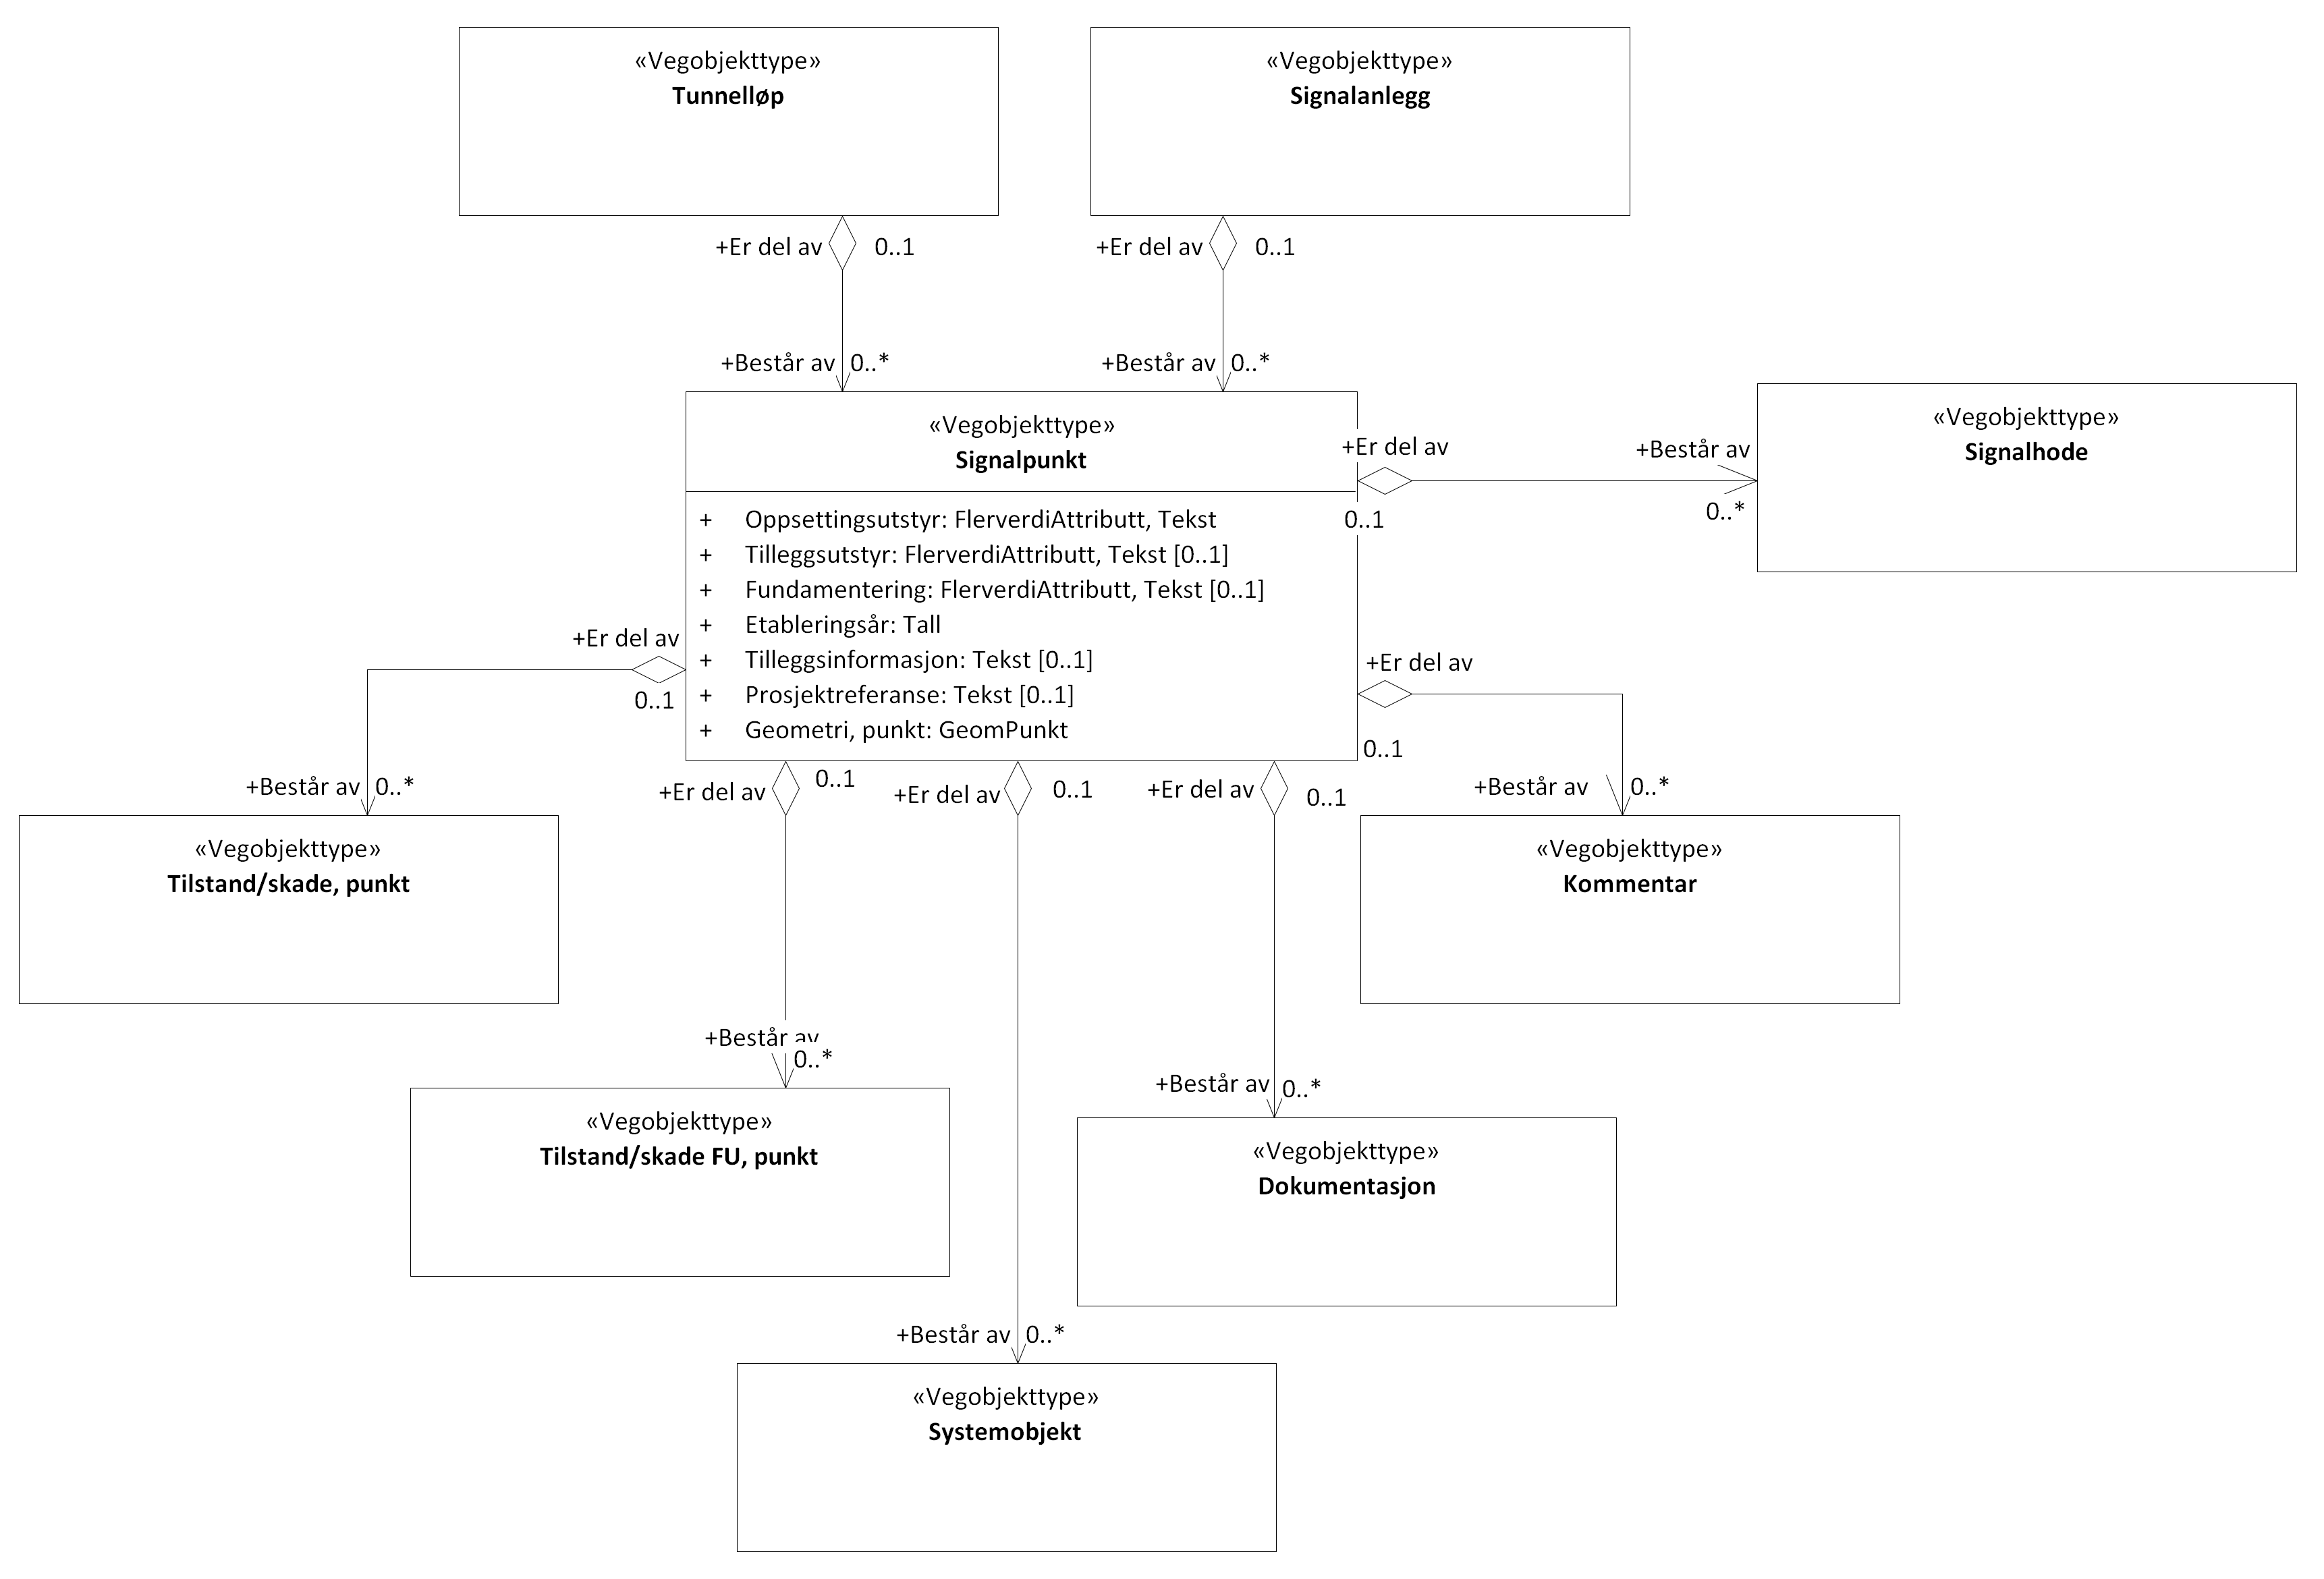 «Vegobjekttype»
Tunnelløp
«Vegobjekttype»
Signalanlegg
+Er del av 0..1
+Er del av 0..1
+Består av 0..*
+Består av 0..*
«Vegobjekttype»
Signalpunkt
+ Oppsettingsutstyr: FlerverdiAttributt, Tekst
+ Tilleggsutstyr: FlerverdiAttributt, Tekst [0..1]
+ Fundamentering: FlerverdiAttributt, Tekst [0..1]
+ Etableringsår: Tall
+ Tilleggsinformasjon: Tekst [0..1]
+ Prosjektreferanse: Tekst [0..1]
+ Geometri, punkt: GeomPunkt
+Er del av
0..1
+Består av
0..*
«Vegobjekttype»
Signalhode
+Er del av
0..1
+Består av 0..*
«Vegobjekttype»
Tilstand/skade, punkt
+Er del av
0..1
+Består av 0..*
«Vegobjekttype»
Kommentar
+Er del av 0..1
+Består av
0..*
«Vegobjekttype»
Tilstand/skade FU, punkt
+Er del av 0..1
+Består av 0..*
«Vegobjekttype»
Systemobjekt
+Er del av 0..1
+Består av 0..*
«Vegobjekttype»
Dokumentasjon